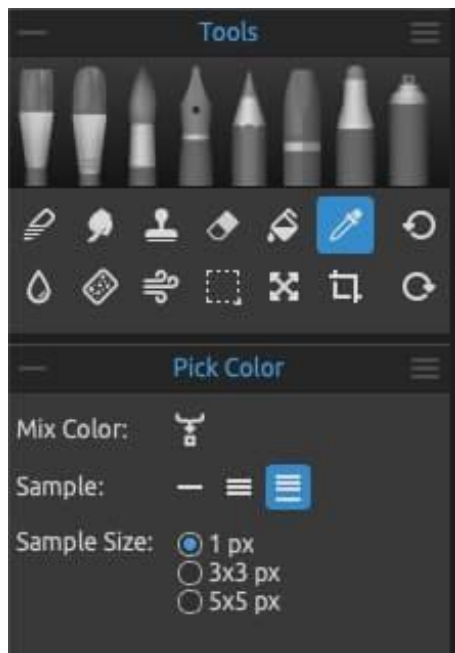 Tools
Pick Color
Mix Color:
Sample:
Sample Size:
1 px
3x3 px
5x5 px